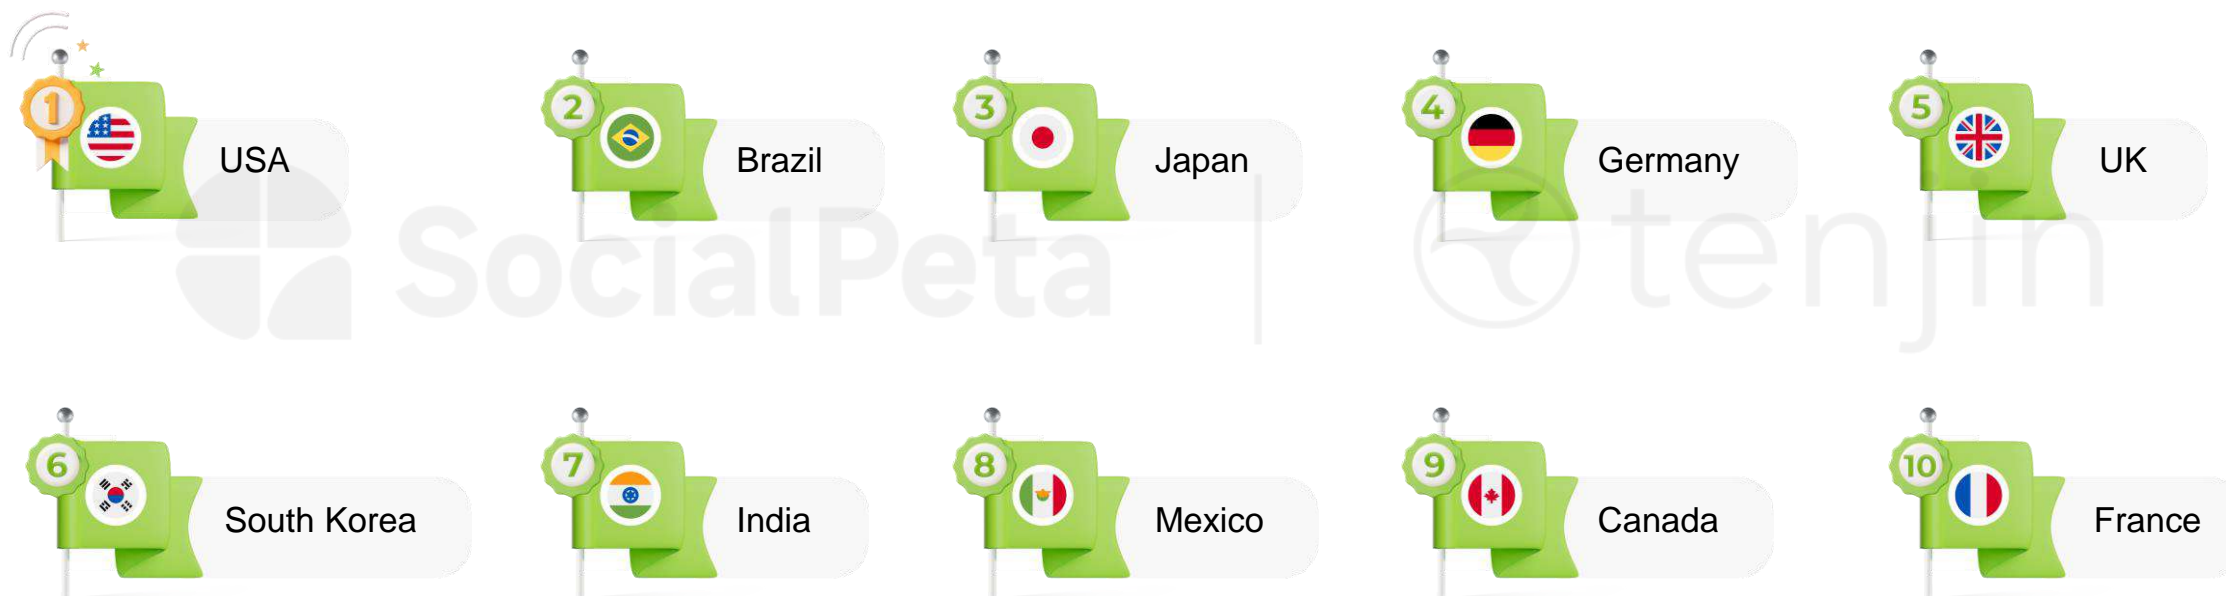 1 USA
2 Brazil
3 Japan
4 Germany
5 UK
SocialPeta | tenjin
6 South Korea
7 India
8 Mexico
9 Canada
10 France